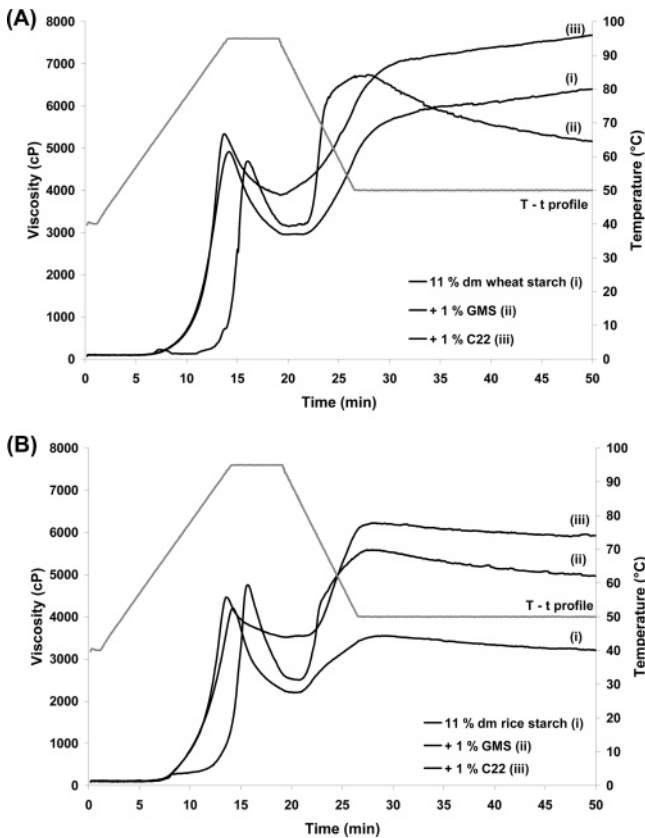 (A)
8000
7000
6000
5000
4000
3000
2000
1000
0
Viscosity (cP)
100
90
80
70
60
50
40
30
20
10
0
Temperature (°C)
(iii)
(i)
(ii)
T - t profile
11 % dm wheat starch (i)
+ 1 % GMS (ii)
+ 1 % C22 (iii)
0 5 10 15 20 25 30 35 40 45 50
Time (min)
(B)
8000
7000
6000
5000
4000
3000
2000
1000
0
Viscosity (cP)
100
90
80
70
60
50
40
30
20
10
0
Temperature (°C)
(iii)
(ii)
T - t profile
(i)
11 % dm rice starch (i)
+ 1 % GMS (ii)
+ 1 % C22 (iii)
0 5 10 15 20 25 30 35 40 45 50
Time (min)